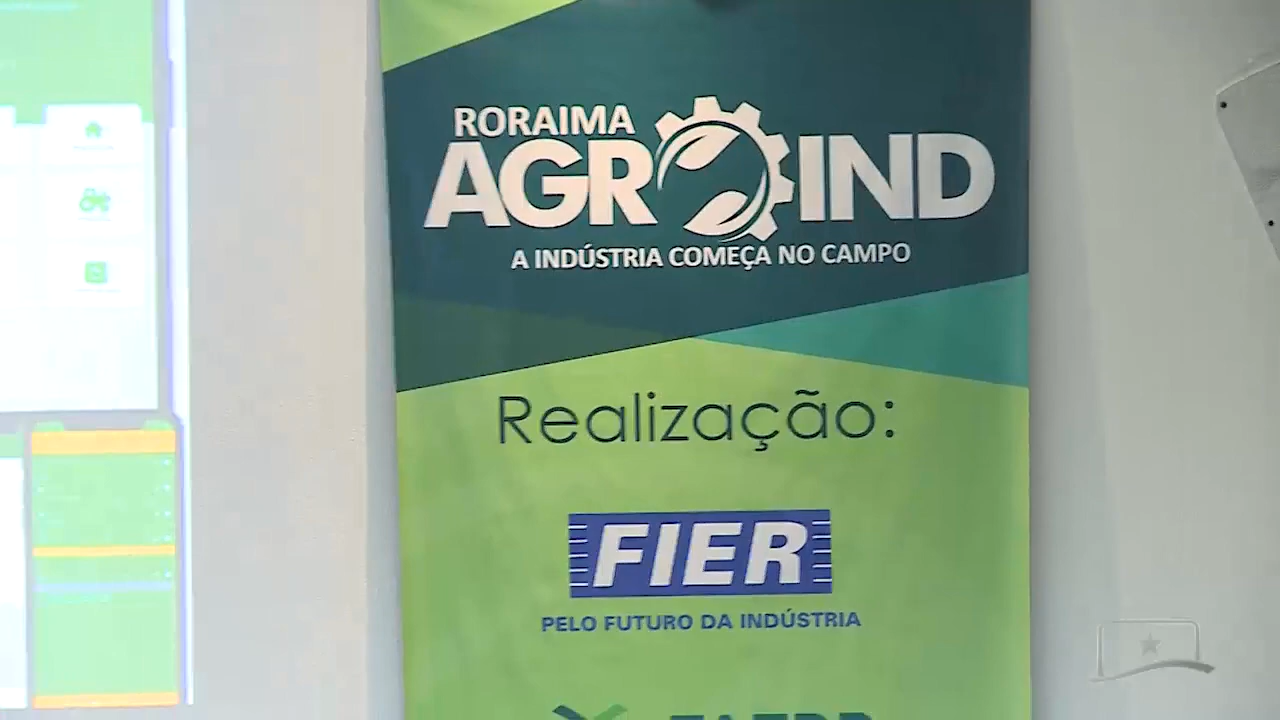 RORAIMA
AGROIND
A INDÚSTRIA COMEÇA NO CAMPO
Realização:
FIER
PELO FUTURO DA INDÚSTRIA